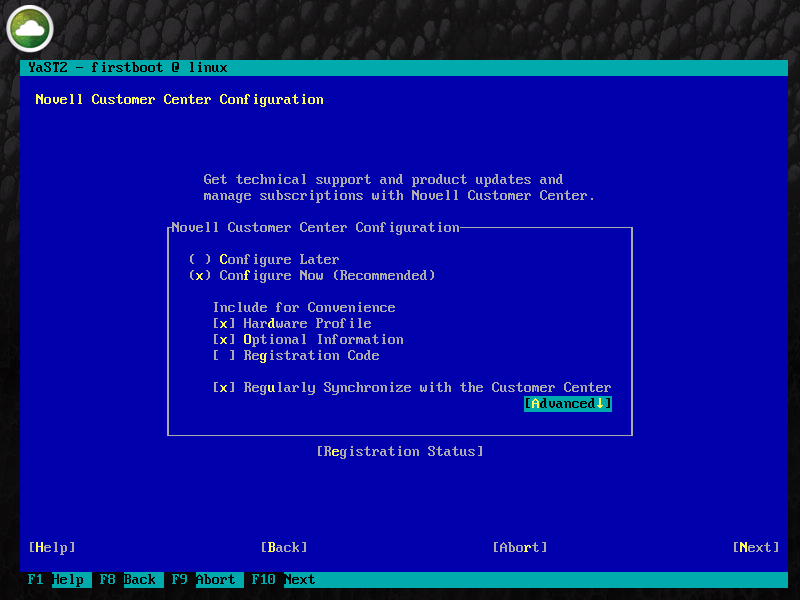 YaST2 - firstboot @ linux
Novell Customer Center Configuration
Get technical support and product updates and
manage subscriptions with Novell Customer Center.
Novell Customer Center Configuration
( ) Configure Later
(x) Configure Now (Recommended)
Include for Convenience
[x] Hardware Profile
[x] Optional Information
[ ] Registration Code
[x] Regularly Synchronize with the Customer Center
[Advanced↓]
[Registration Status]
[Help] [Back] [Abort] [Next]
F1 Help F8 Back F9 Abort F10 Next